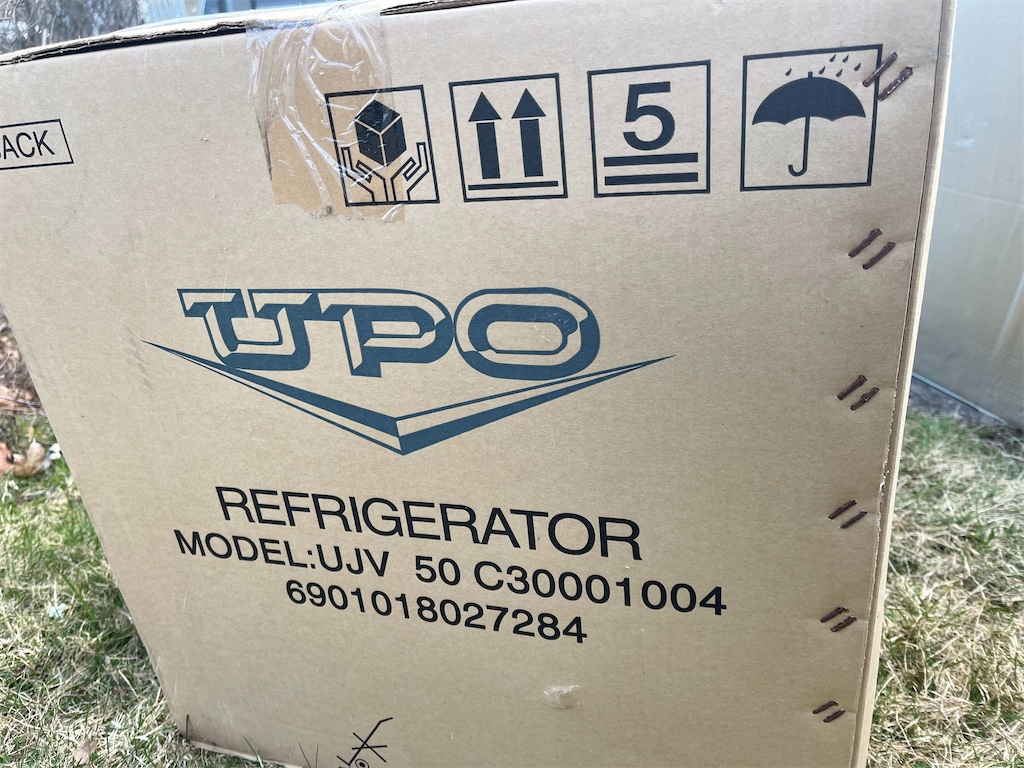 ACK
5
UPO
REFRIGERATOR
MODEL:UJV 50 C30001004
6901018027284